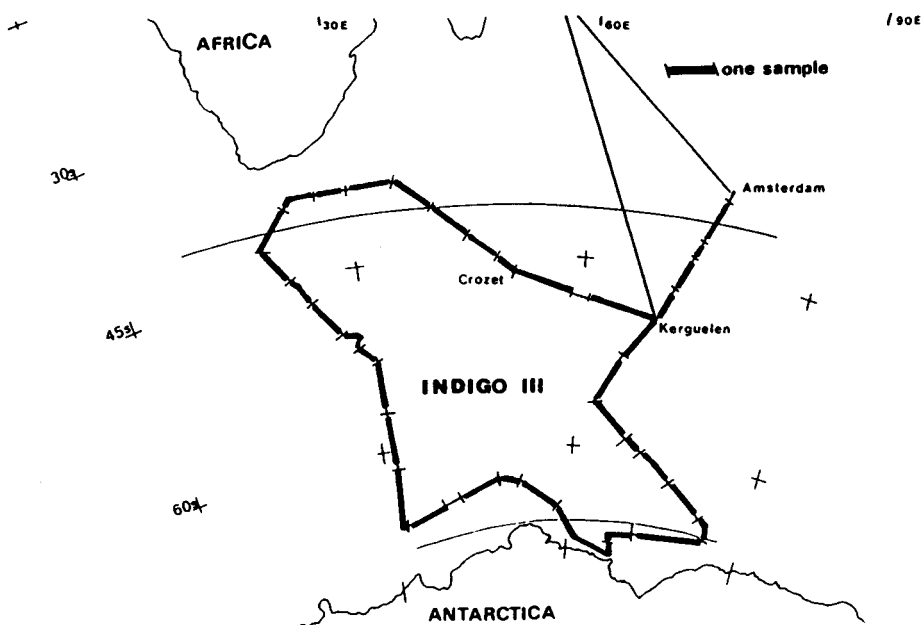 30E
60E
90E
AFRICA
one sample
30s
Amsterdam
Crozet
45s
Kerguelen
INDIGO III
60s
ANTARCTICA